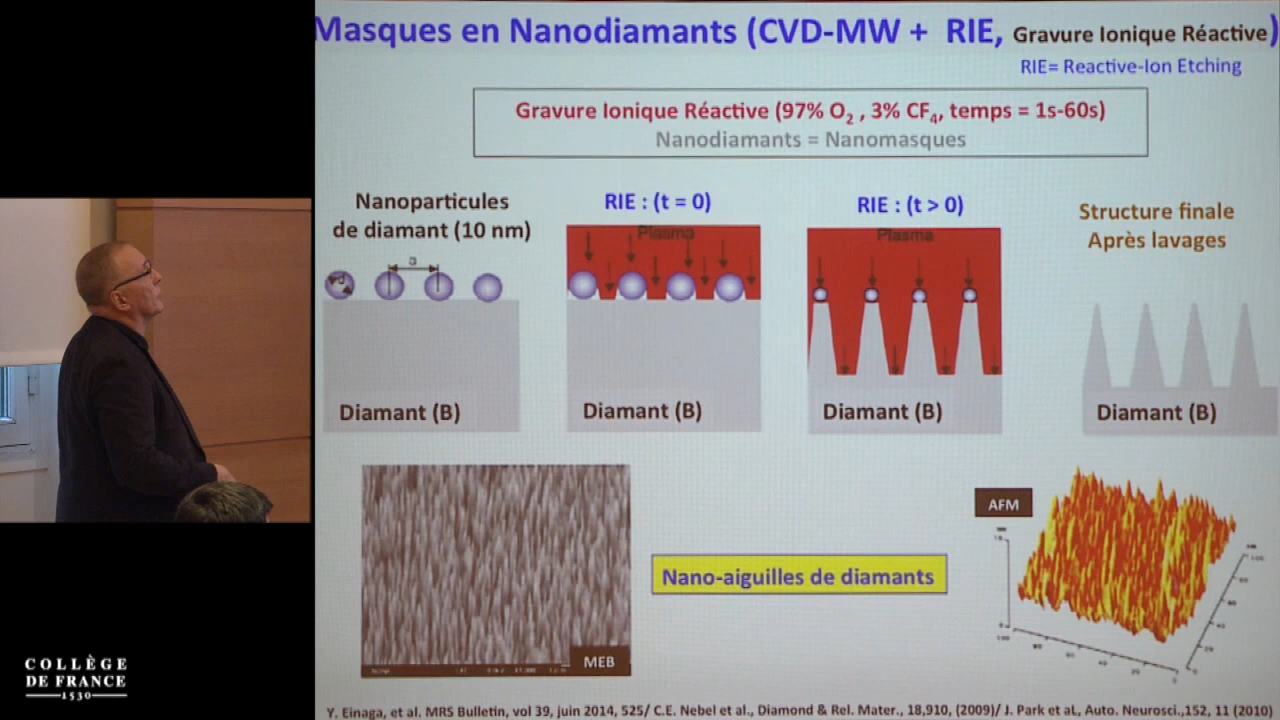 Masques en Nanodiamants (CVD-MW + RIE, Gravure Ionique Réactive)
RIE= Reactive-Ion Etching
Gravure Ionique Réactive (97% O2 , 3% CF4, temps = 1s-60s)
Nanodiamants = Nanomasques
Nanoparticules
de diamant (10 nm)
RIE : (t = 0)
RIE : (t > 0)
Structure finale
Après lavages
Plasma
Plasma
d
a
Diamant (B)
Diamant (B)
Diamant (B)
Diamant (B)
AFM
Nano-aiguilles de diamants
MEB
COLLÈGE
DE FRANCE
1530
Y. Einaga, et al. MRS Bulletin, vol 39, juin 2014, 525/ C.E. Nebel et al., Diamond & Rel. Mater., 18,910, (2009)/ J. Park et al., Auto. Neurosci.,152, 11 (2010)